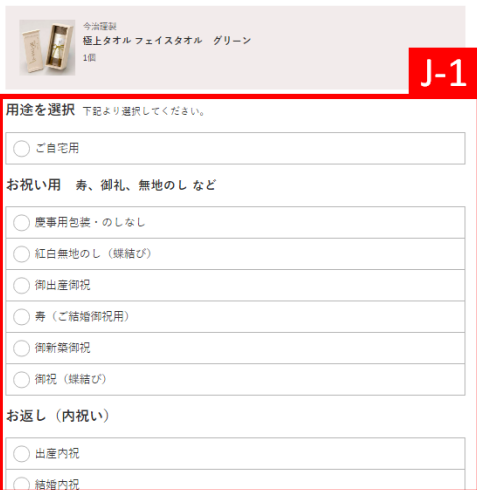 今治謹製
極上タオル フェイスタオル　グリーン
1個
J-1
用途を選択 下記より選択してください。
ご自宅用
お祝い用　寿、御礼、無地のし など
慶事用包装・のしなし
紅白無地のし（蝶結び）
御出産御祝
寿（ご結婚御祝用）
御新築御祝
御祝（蝶結び）
お返し（内祝い）
出産内祝
結婚内祝